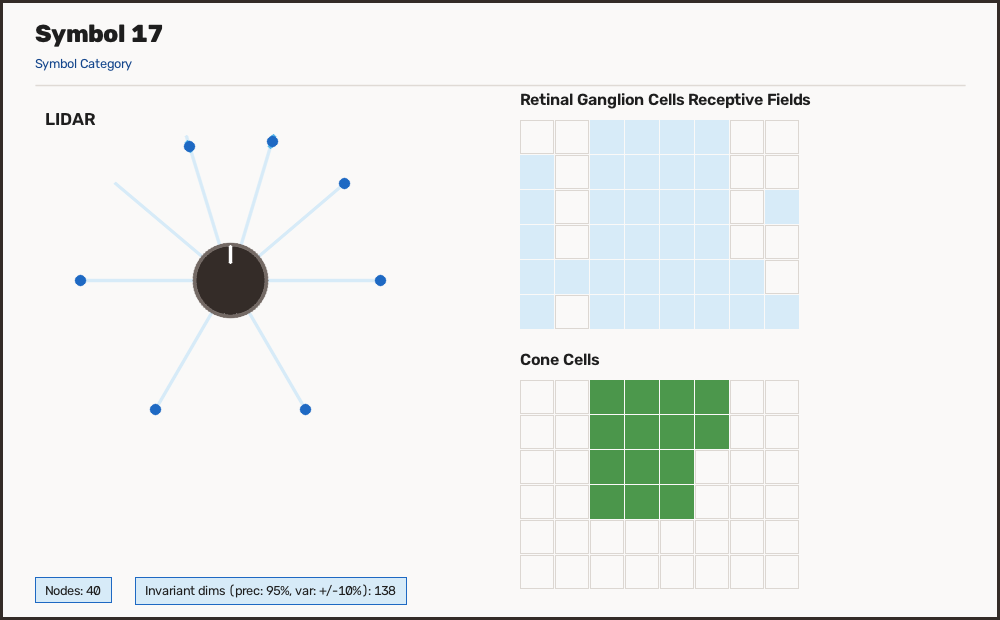 Symbol 17
Symbol Category
LIDAR
Retinal Ganglion Cells Receptive Fields
Cone Cells
Nodes: 40
Invariant dims (prec: 95%, var: +/-10%): 138